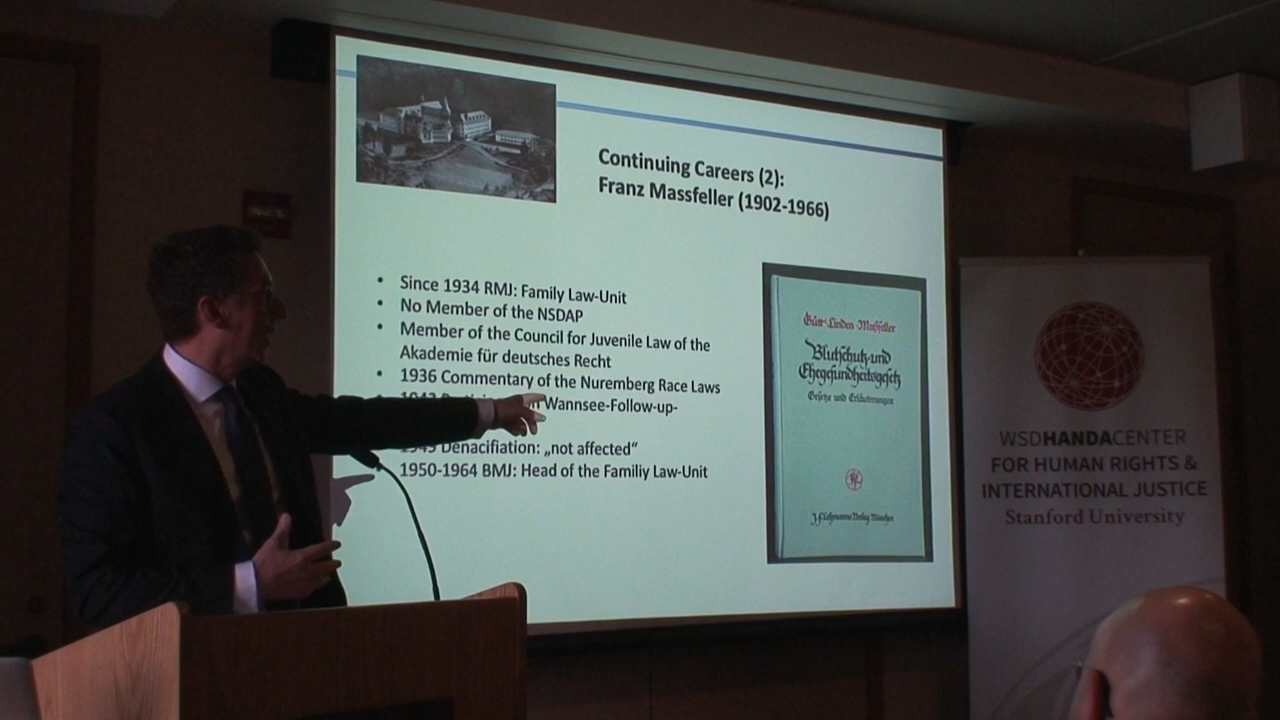 Continuing Careers (2):
Franz Massfeller (1902-1966)
• Since 1934 RMJ: Family Law-Unit
• No Member of the NSDAP
• Member of the Council for Juvenile Law of the
Akademie für deutsches Recht
• 1936 Commentary of the Nuremberg Race Laws
Wannsee-Follow-up-
1945 Denacifiation: „not affected“
1950-1964 BMJ: Head of the Familiy Law-Unit
Gütt-Linden-Maßfeller
Blutschutz-und
Ehegesundheitsgesetz
Gesetze und Erläuterungen
J.F. Lehmanns Verlag München
WSDHANDACENTER
FOR HUMAN RIGHTS &
INTERNATIONAL JUSTICE
Stanford University